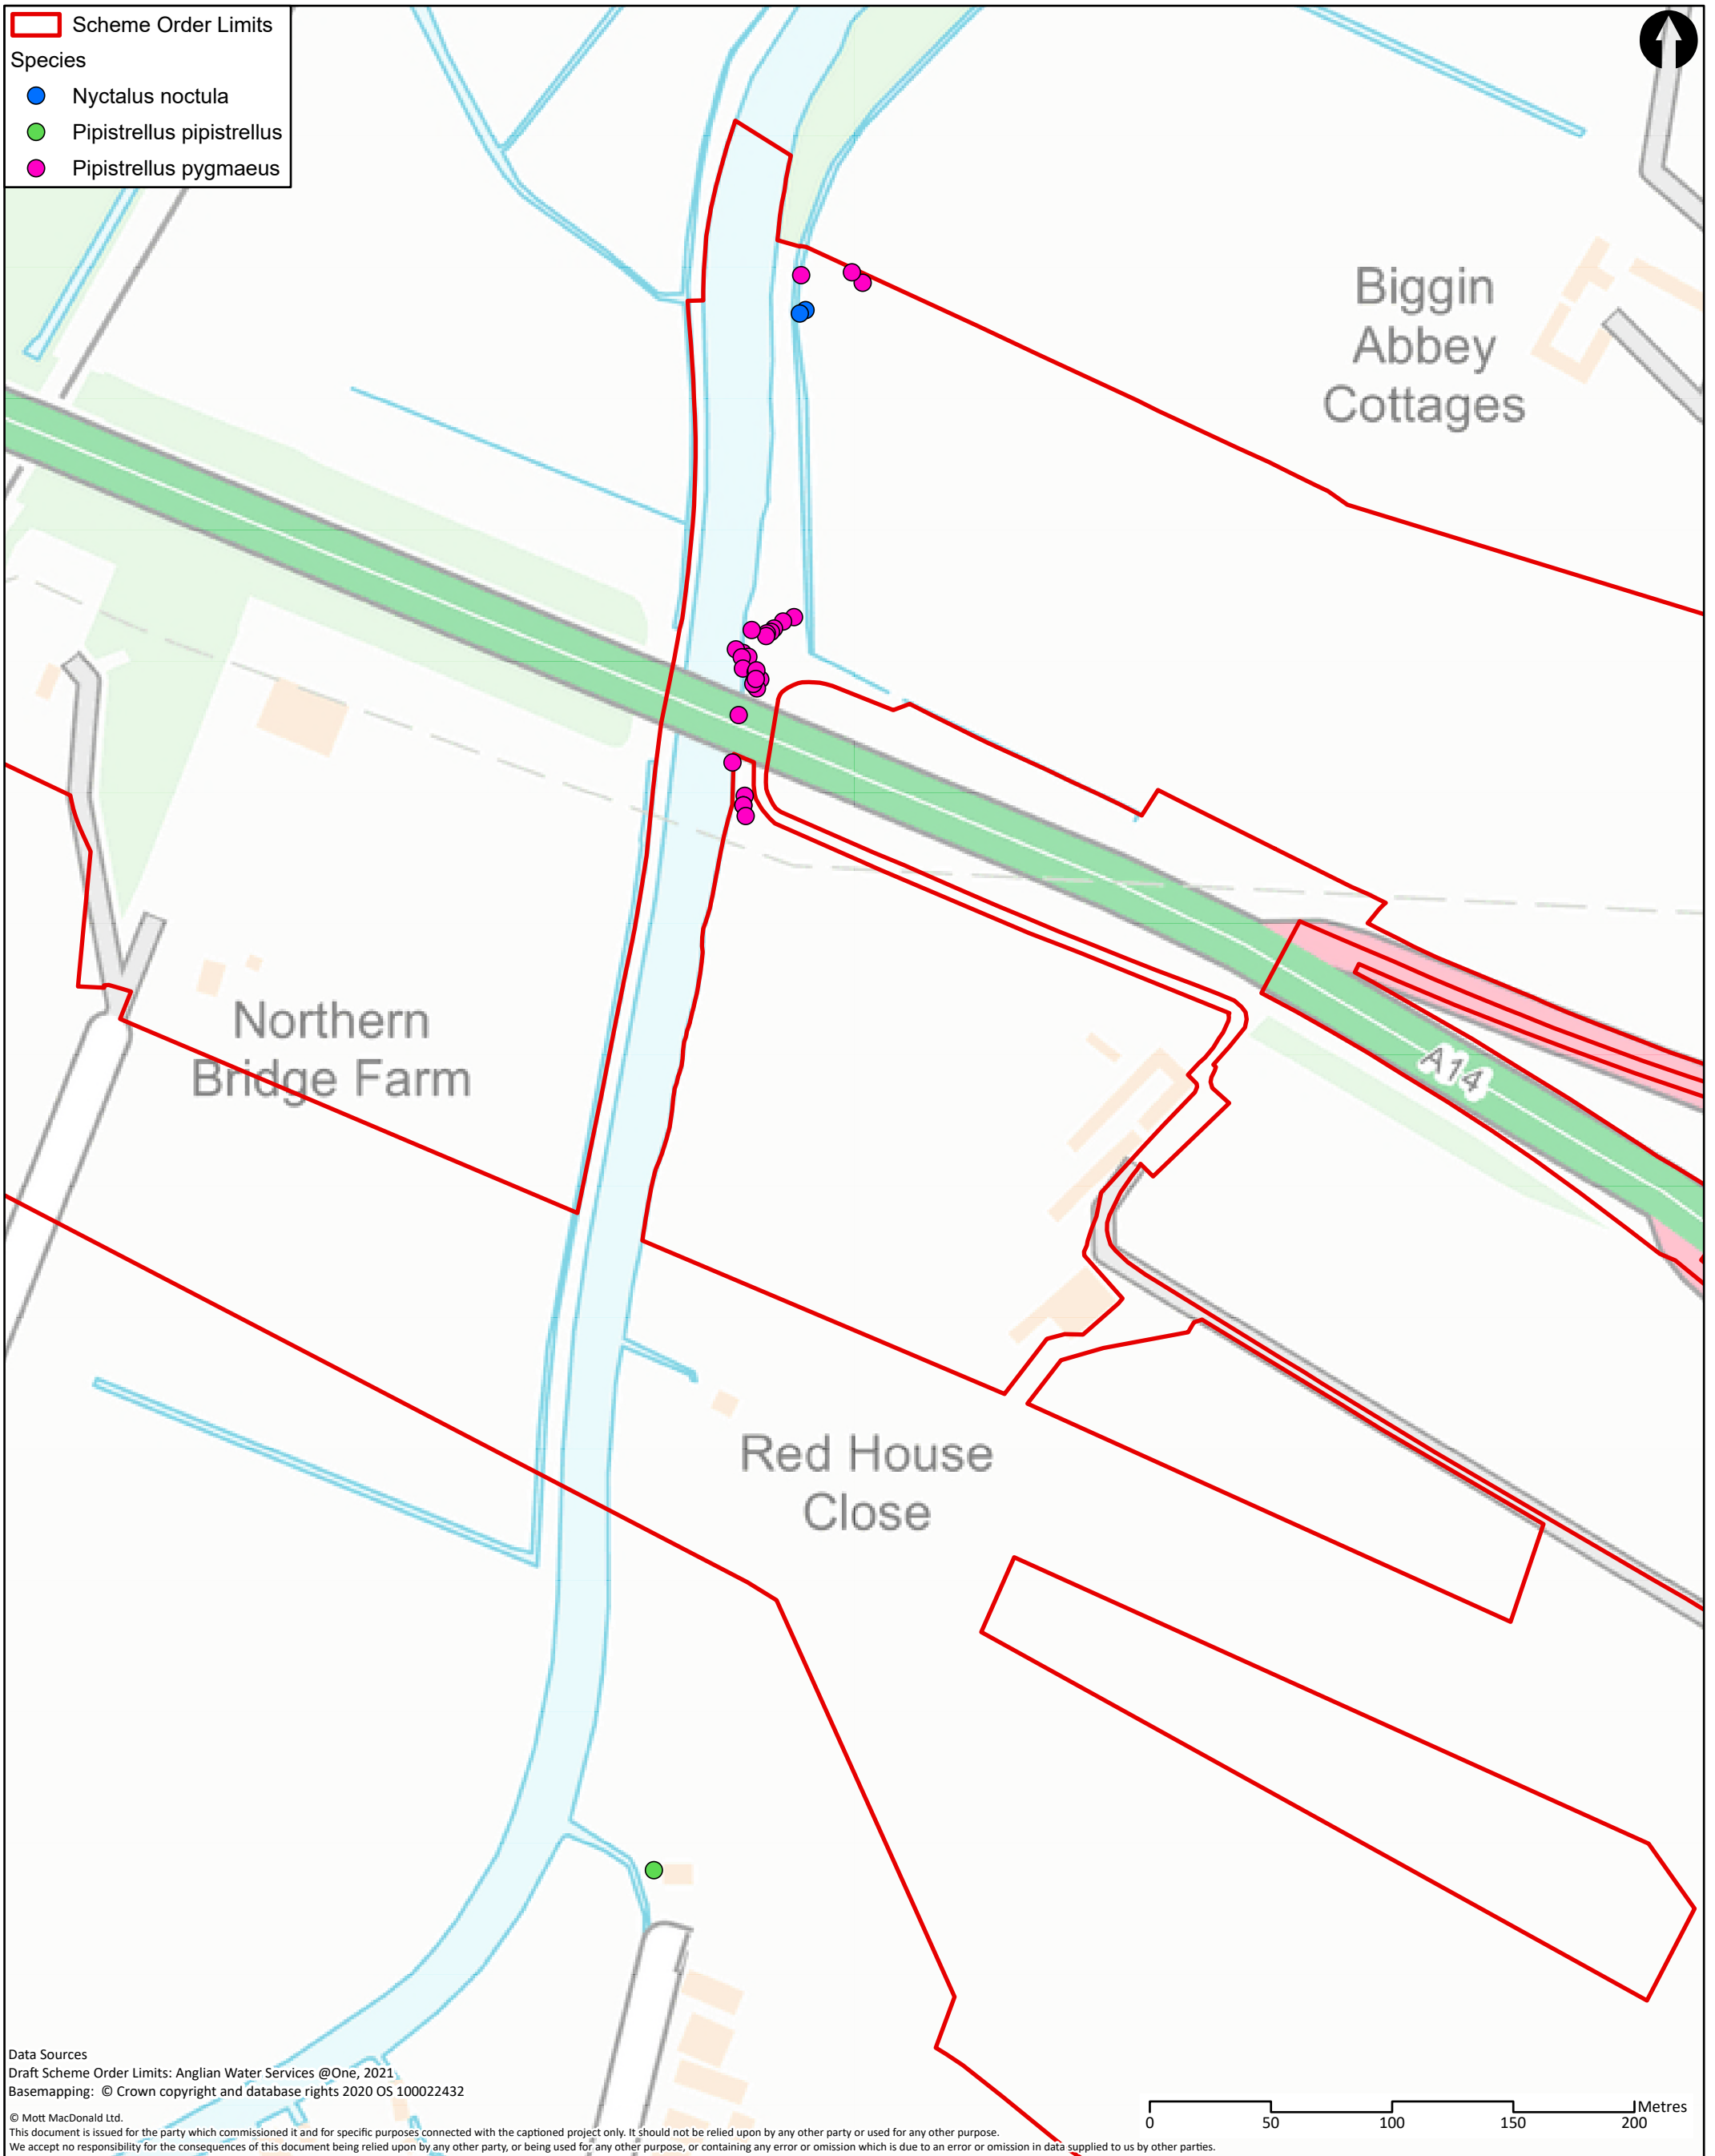 Scheme Order Limits
Species
Nyctalus noctula
Pipistrellus pipistrellus
Pipistrellus pygmaeus
Biggin
Abbey
Cottages
Northern
Bridge Farm
A14
Red House
Close
Data Sources
Draft Scheme Order Limits: Anglian Water Services @One, 2021
Basemapping: © Crown copyright and database rights 2020 OS 100022432
© Mott MacDonald Ltd.
This document is issued for the party which commissioned it and for specific purposes connected with the captioned project only. It should not be relied upon by any other party or used for any other purpose.
We accept no responsibility for the consequences of this document being relied upon by any other party, or being used for any other purpose, or containing any error or omission which is due to an error or omission in data supplied to us by other parties.
Metres
0 50 100 150 200